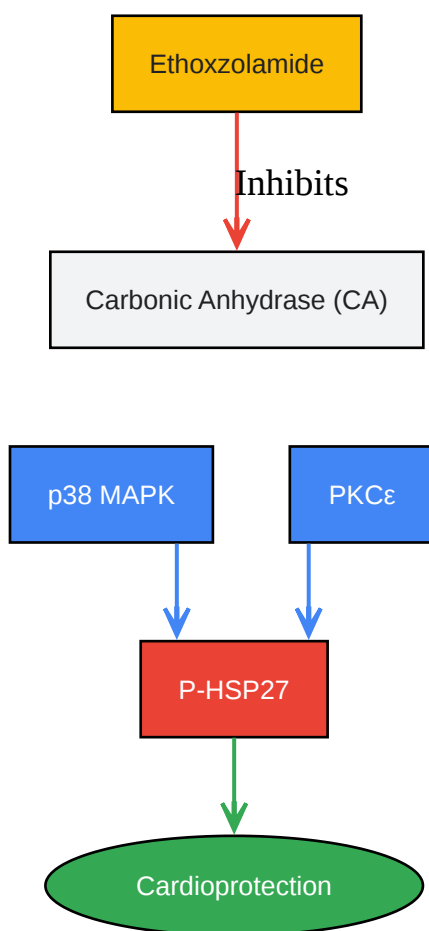 Ethoxzolamide
Inhibits
Carbonic Anhydrase (CA)
p38 MAPK
PKCε
P-HSP27
Cardioprotection